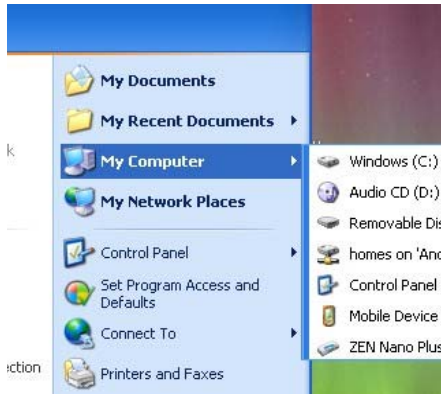 My Documents
My Recent Documents
k
My Computer
My Network Places
Control Panel
Set Program Access and
Defaults
Connect To
ection
Printers and Faxes
Windows (C:)
Audio CD (D:)
Removable Dis
homes on 'And
Control Panel
Mobile Device
ZEN Nano Plus